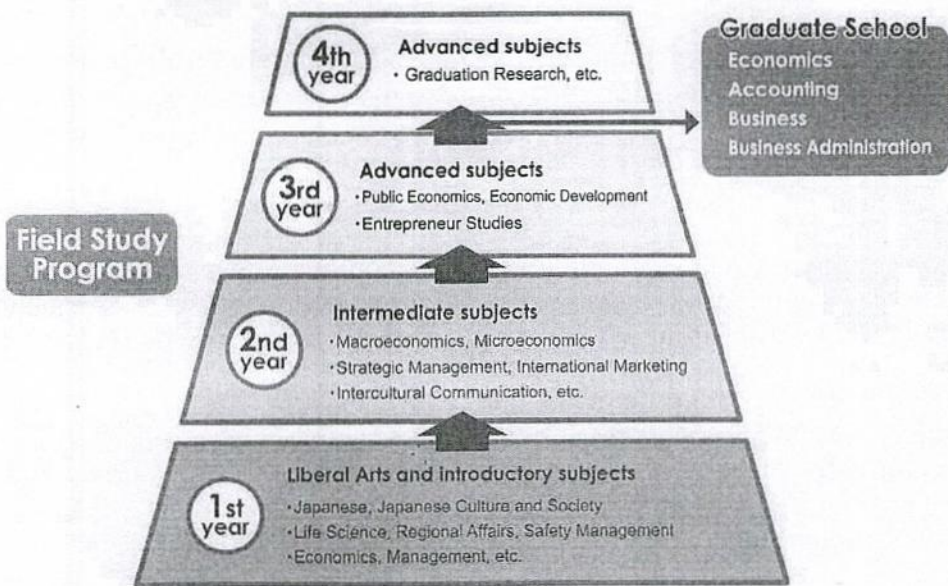 4th
year
Advanced subjects
· Graduation Research, etc.
Graduate School
Economics
Accounting
Business
Business Administration
3rd
year
Advanced subjects
·Public Economics, Economic Development
·Entrepreneur Studies
Field Study
Program
2nd
year
Intermediate subjects
·Macroeconomics, Microeconomics
·Strategic Management, International Marketing
·Intercultural Communication, etc.
1st
year
Liberal Arts and introductory subjects
·Japanese, Japanese Culture and Society
·Life Science, Regional Affairs, Safety Management
·Economics, Management, etc.